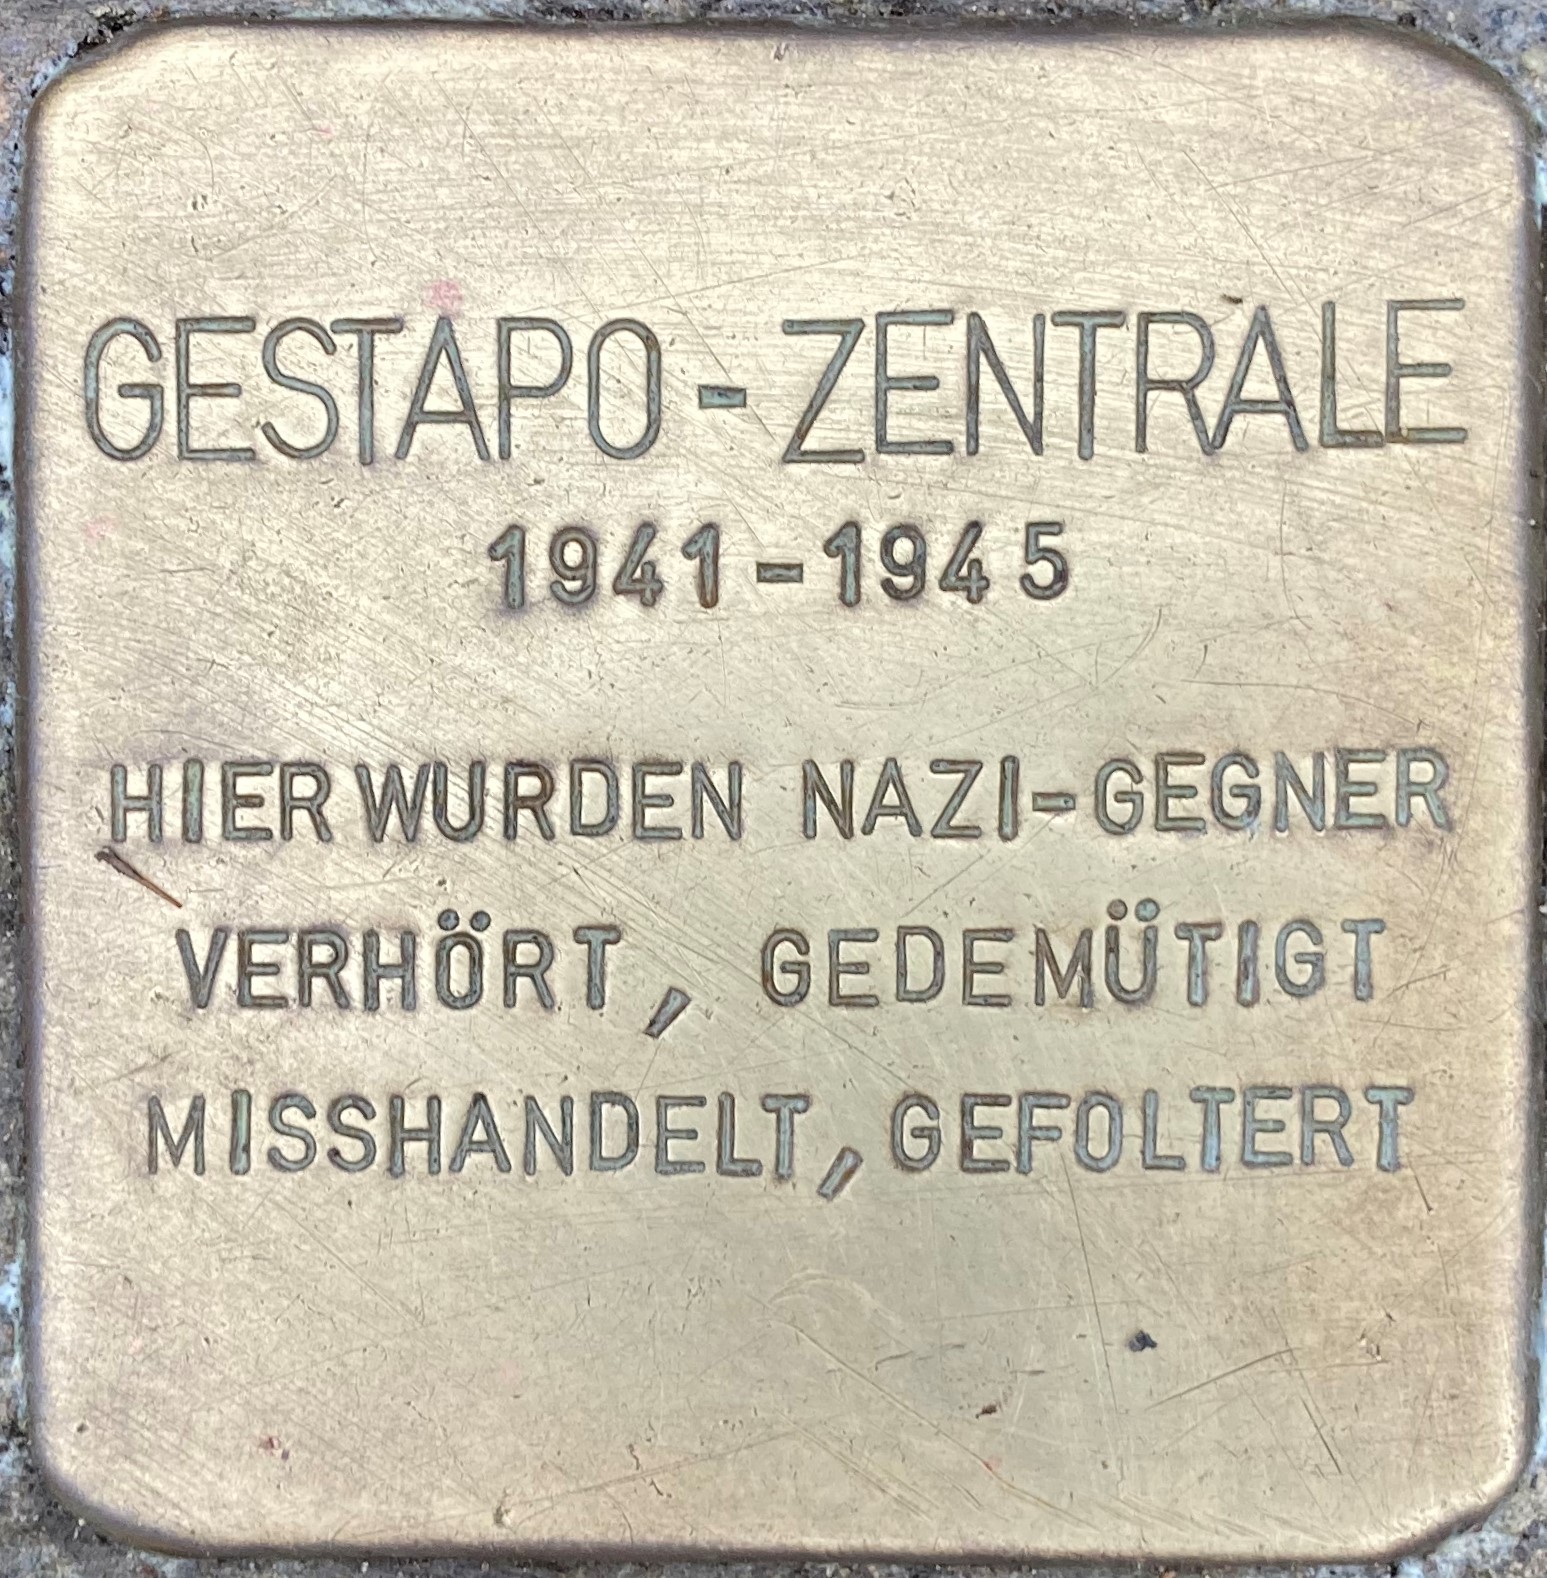 GESTAPO-ZENTRALE
1941-1945
HIER WURDEN NAZI-GEGNER
VERHÖRT, GEDEMÜTIGT
MISSHANDELT, GEFOLTERT